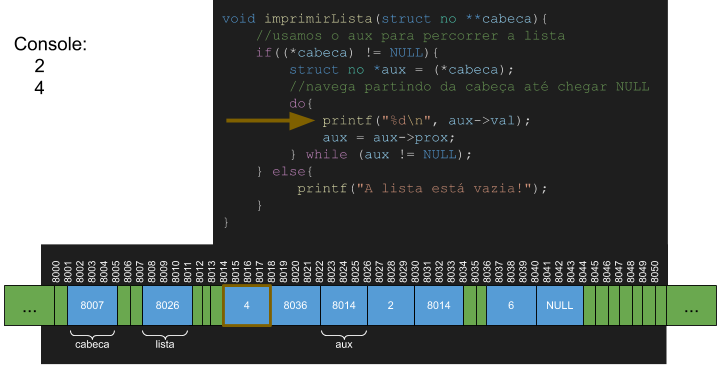 Console:
2
4
void imprimirLista(struct no **cabeca){
//usamos o aux para percorrer a lista
if((*cabeca) != NULL){
struct no *aux = (*cabeca);
//navega partindo da cabeça até chegar NULL
do{
printf("%d\n", aux->val);
aux = aux->prox;
} while (aux != NULL);
} else{
printf("A lista está vazia!");
}
}
8000 8001 8002 8003 8004 8005 8006 8007 8008 8009 8010 8011 8012 8013 8014 8015 8016 8017 8018 8019 8020 8021 8022 8023 8024 8025 8026 8027 8028 8029 8030 8031 8032 8033 8034 8035 8036 8037 8038 8039 8040 8041 8042 8043 8044 8045 8046 8047 8048 8049 8050
... 8007 8026 4 8036 8014 2 8014 6 NULL ...
cabeca lista aux